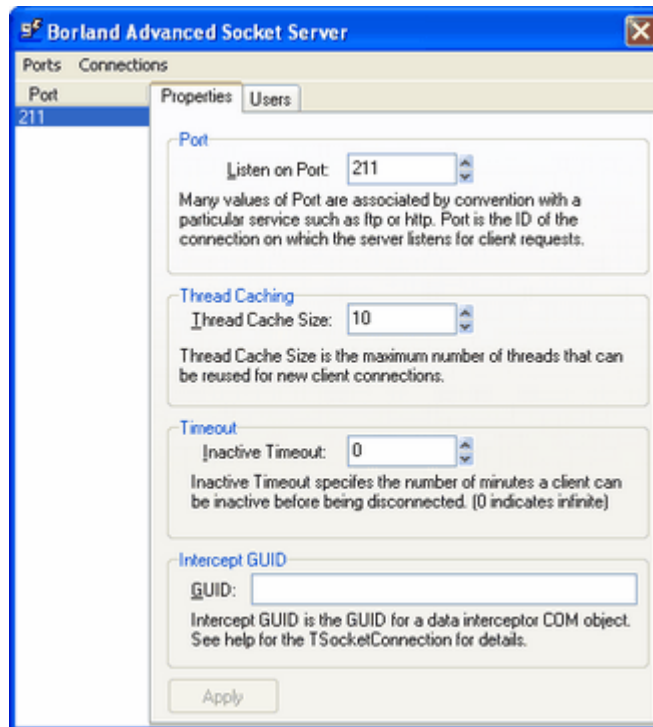 Borland Advanced Socket Server
Ports Connections
Port
211
Properties Users
Port
Listen on Port: 211
Many values of Port are associated by convention with a
particular service such as ftp or http. Port is the ID of the
connection on which the server listens for client requests.
Thread Caching
Thread Cache Size: 10
Thread Cache Size is the maximum number of threads that can
be reused for new client connections.
Timeout
Inactive Timeout: 0
Inactive Timeout specifes the number of minutes a client can
be inactive before being disconnected. (0 indicates infinite)
Intercept GUID
GUID:
Intercept GUID is the GUID for a data interceptor COM object.
See help for the TSocketConnection for details.
Apply